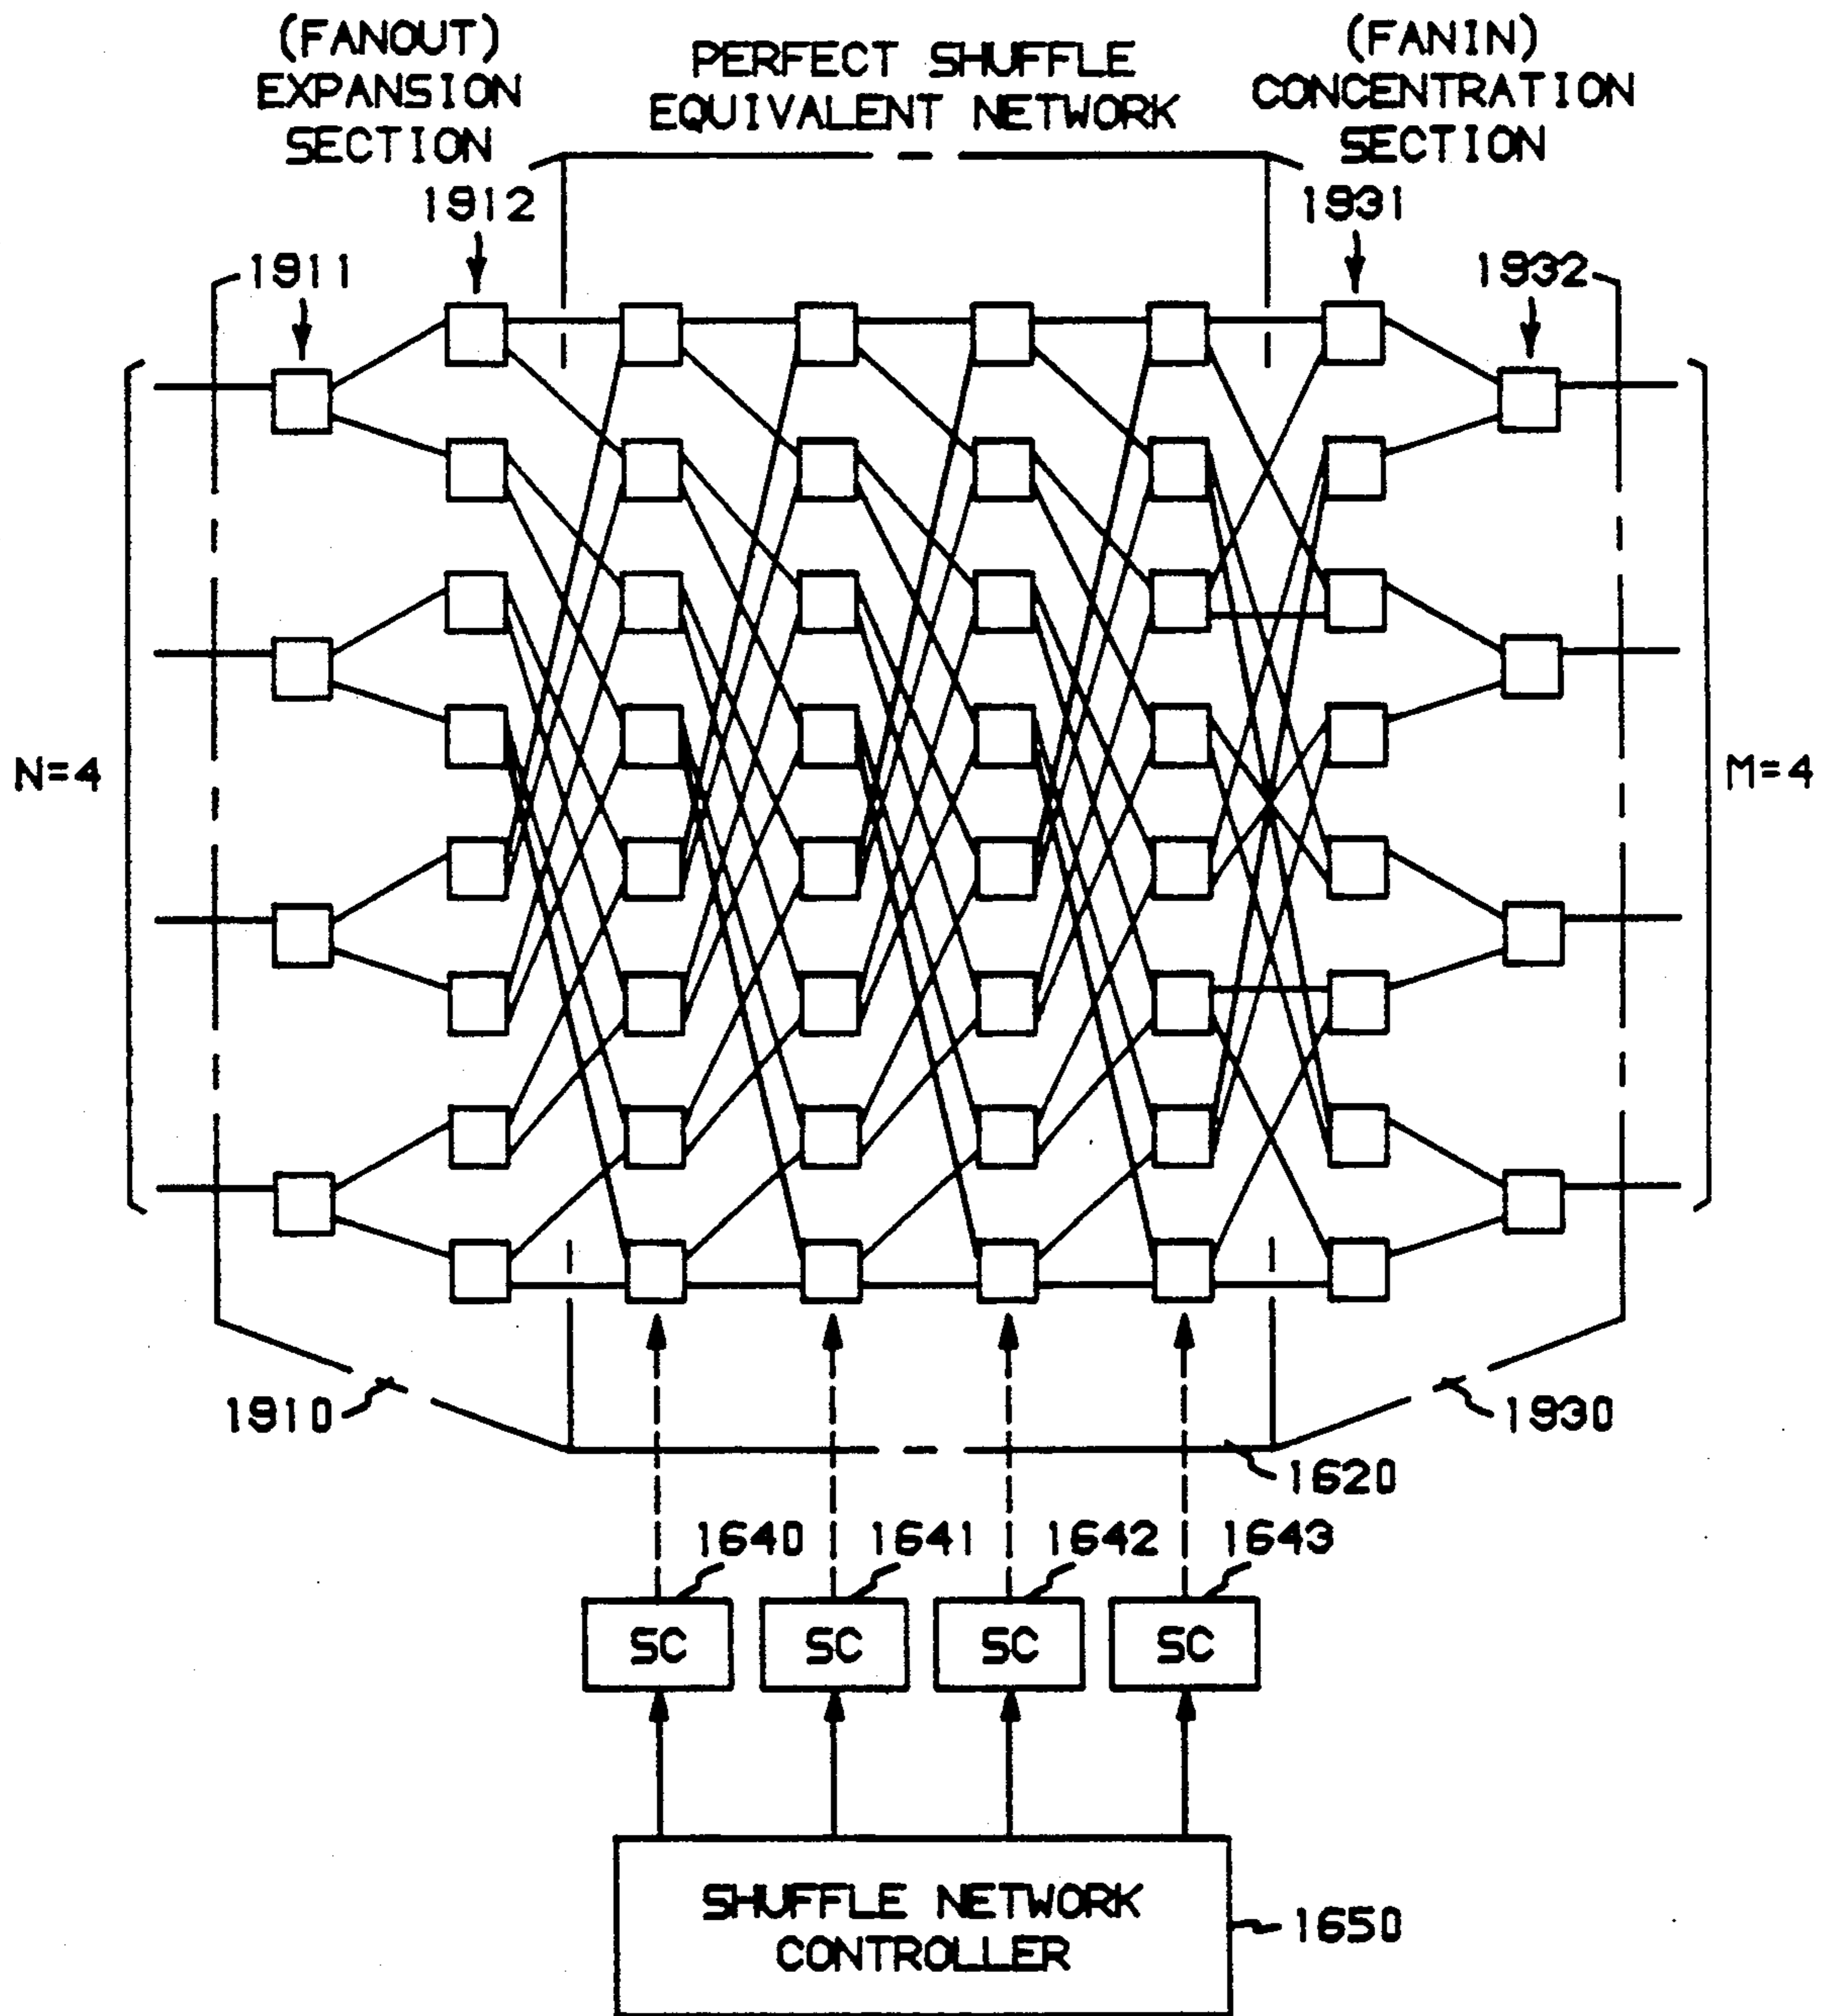 (FANOUT)
EXPANSION
SECTION
PERFECT SHUFFLE
EQUIVALENT NETWORK
(FANIN)
CONCENTRATION
SECTION
1912
1931
1911
1932
N=4
M=4
1910
1930
1620
1640
1641
1642
1643
SC
SC
SC
SC
SHUFFLE NETWORK
CONTROLLER
1650